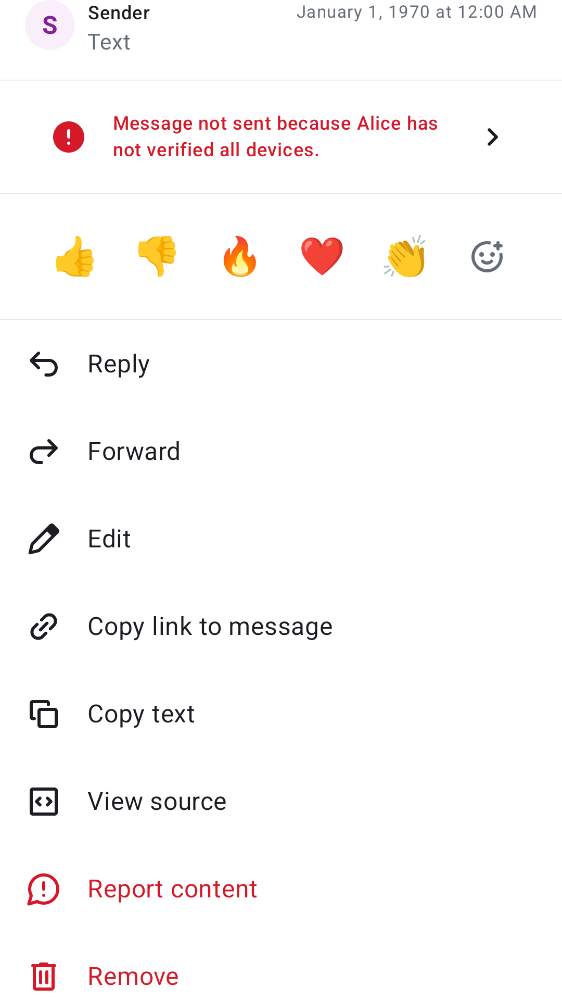 S
Sender
January 1, 1970 at 12:00 AM
Text
Message not sent because Alice has
not verified all devices.
Reply
Forward
Edit
Copy link to message
Copy text
View source
Report content
Remove